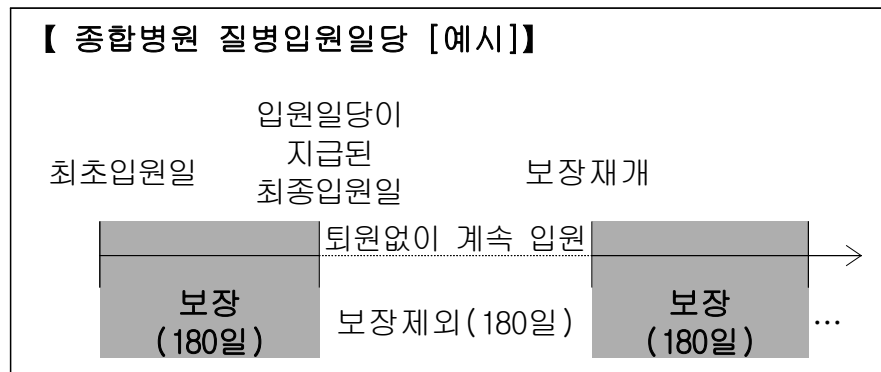 【 종합병원 질병입원일당 [예시]】
최초입원일
입원일당이
지급된
최종입원일
보장재개
퇴원없이 계속 입원
보장
(180일)
보장제외(180일)
보장
(180일)
…